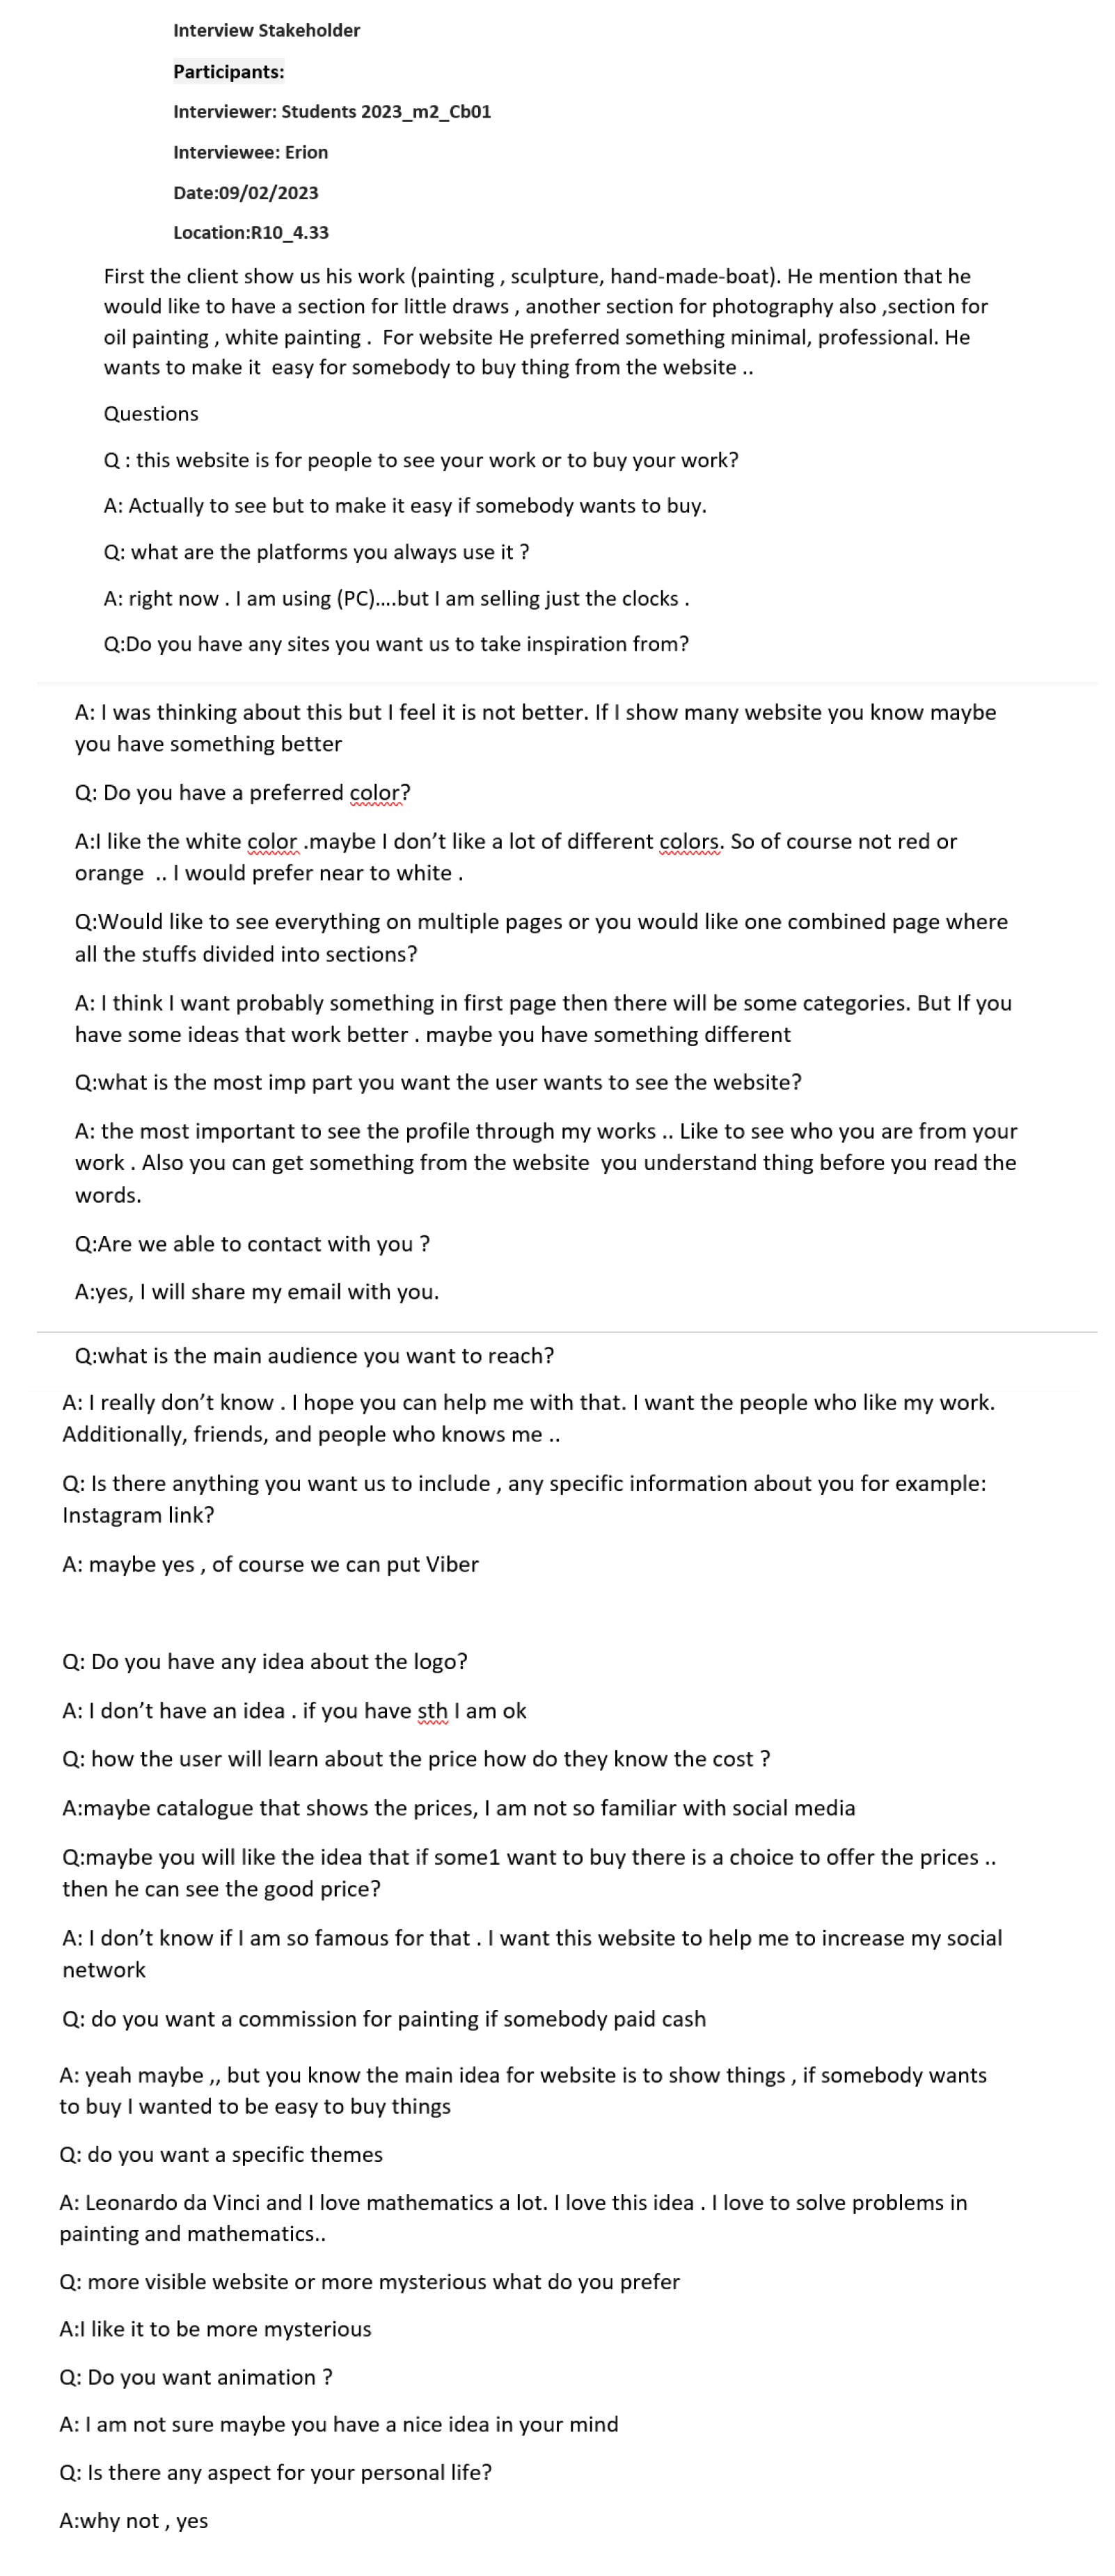 Interview Stakeholder
Participants:
Interviewer: Students 2023_m2_Cb01
Interviewee: Erion
Date:09/02/2023
Location:R10_4.33
First the client show us his work (painting , sculpture, hand-made-boat). He mention that he
would like to have a section for little draws , another section for photography also ,section for
oil painting , white painting .  For website He preferred something minimal, professional. He
wants to make it  easy for somebody to buy thing from the website ..
Questions
Q : this website is for people to see your work or to buy your work?
A: Actually to see but to make it easy if somebody wants to buy.
Q: what are the platforms you always use it ?
A: right now . I am using (PC)....but I am selling just the clocks .
Q:Do you have any sites you want us to take inspiration from?
A: I was thinking about this but I feel it is not better. If I show many website you know maybe
you have something better
Q: Do you have a preferred color?
A:I like the white color .maybe I don’t like a lot of different colors. So of course not red or
orange  .. I would prefer near to white .
Q:Would like to see everything on multiple pages or you would like one combined page where
all the stuffs divided into sections?
A: I think I want probably something in first page then there will be some categories. But If you
have some ideas that work better . maybe you have something different
Q:what is the most imp part you want the user wants to see the website?
A: the most important to see the profile through my works .. Like to see who you are from your
work . Also you can get something from the website  you understand thing before you read the
words.
Q:Are we able to contact with you ?
A:yes, I will share my email with you.
Q:what is the main audience you want to reach?
A: I really don’t know . I hope you can help me with that. I want the people who like my work.
Additionally, friends, and people who knows me ..
Q: Is there anything you want us to include , any specific information about you for example:
Instagram link?
A: maybe yes , of course we can put Viber
Q: Do you have any idea about the logo?
A: I don’t have an idea . if you have sth I am ok
Q: how the user will learn about the price how do they know the cost ?
A:maybe catalogue that shows the prices, I am not so familiar with social media
Q:maybe you will like the idea that if some1 want to buy there is a choice to offer the prices ..
then he can see the good price?
A: I don’t know if I am so famous for that . I want this website to help me to increase my social
network
Q: do you want a commission for painting if somebody paid cash
A: yeah maybe ,, but you know the main idea for website is to show things , if somebody wants
to buy I wanted to be easy to buy things
Q: do you want a specific themes
A: Leonardo da Vinci and I love mathematics a lot. I love this idea . I love to solve problems in
painting and mathematics..
Q: more visible website or more mysterious what do you prefer
A:I like it to be more mysterious
Q: Do you want animation ?
A: I am not sure maybe you have a nice idea in your mind
Q: Is there any aspect for your personal life?
A:why not , yes